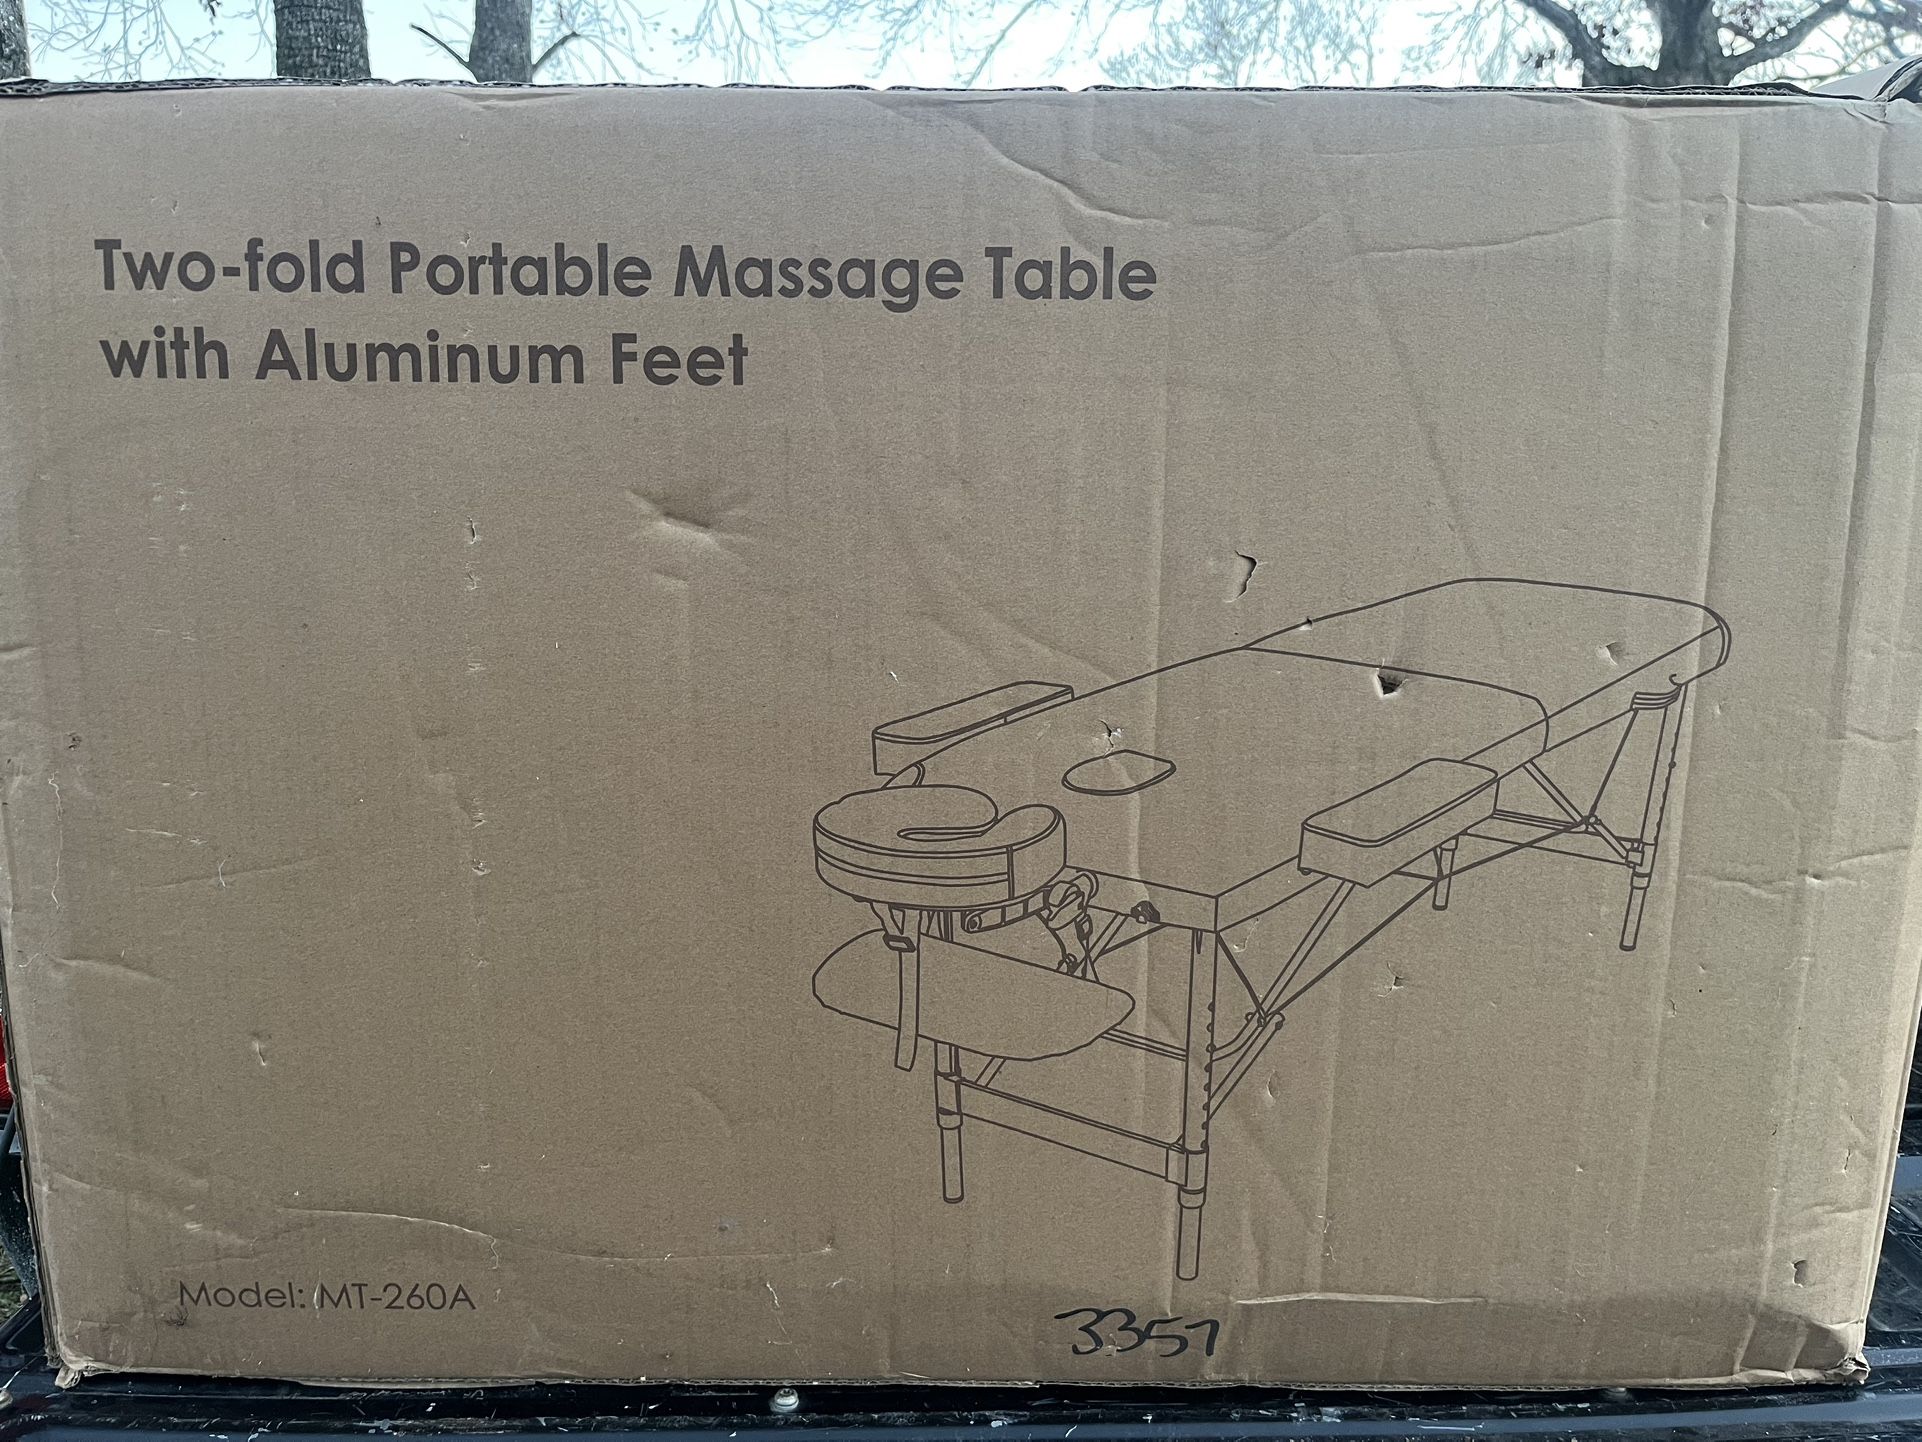 Two-fold Portable Massage Table
with Aluminum Feet
Model: MT-260A
3357